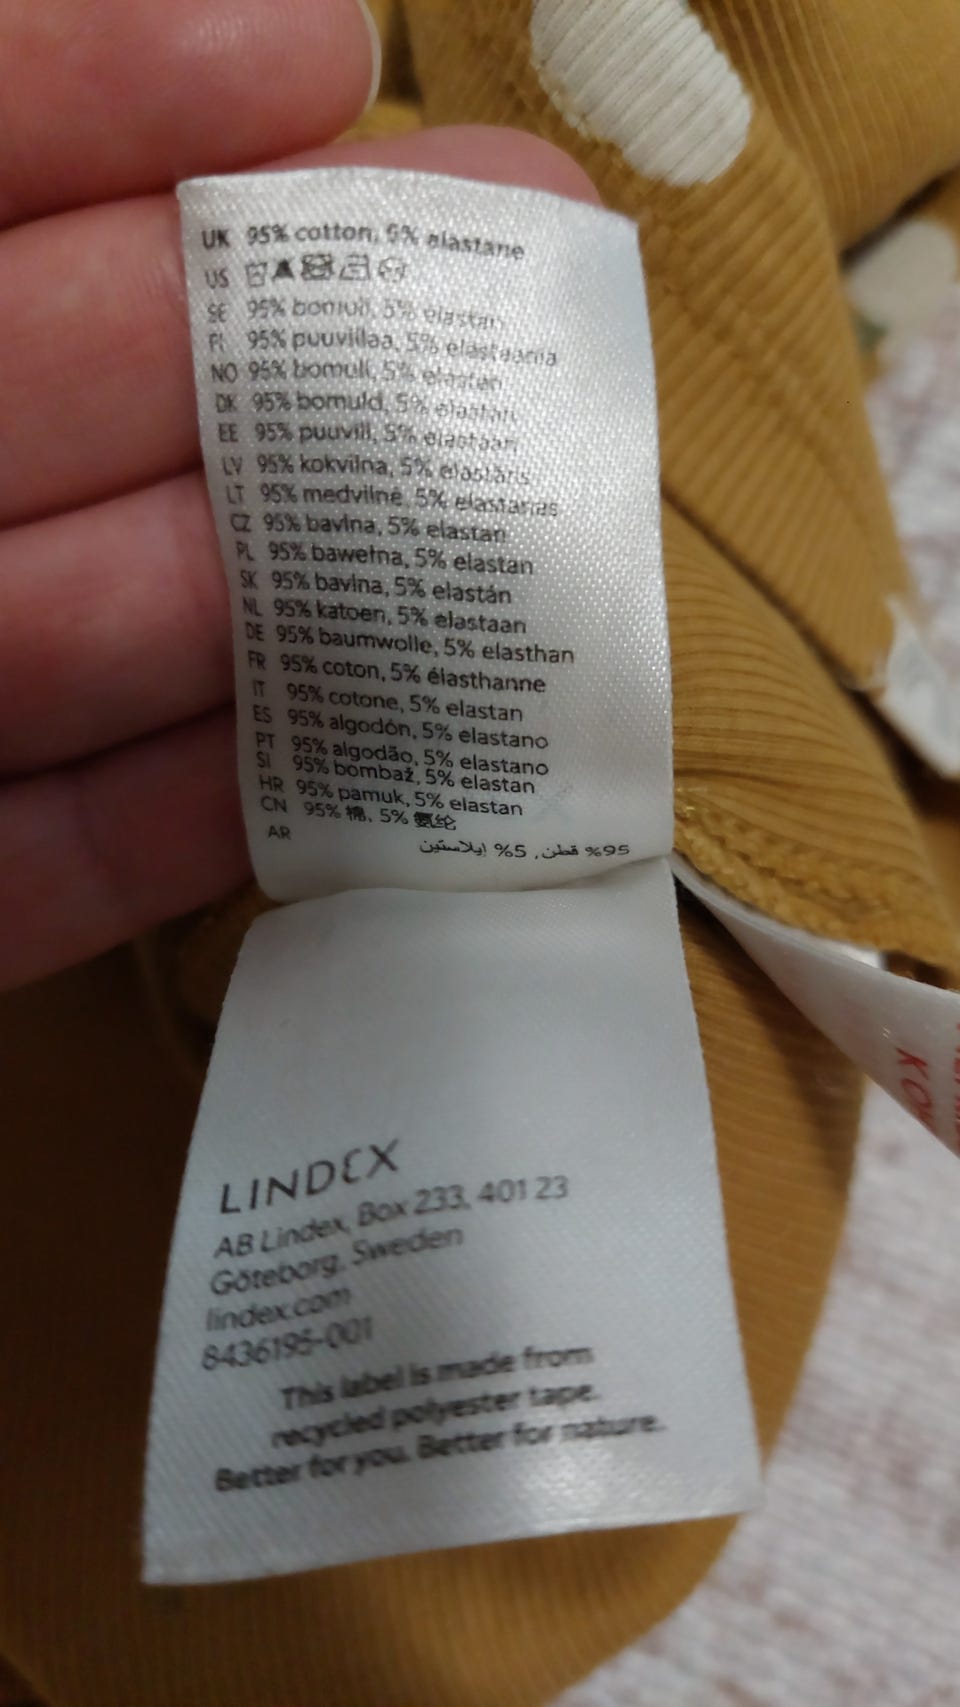 UK 95% cotton, 5% elastane
US
SE 95% bomull, 5% elastan
FI 95% puuvillaa, 5% elastaania
NO 95% bomull, 5% elastan
DK 95% bomuld, 5% elastan
EE 95% puuvill, 5% elastaan
LV 95% kokvilna, 5% elastāns
LT 95% medvilnė, 5% elastanas
CZ 95% bavlna, 5% elastan
PL 95% bawełna, 5% elastan
SK 95% bavlna, 5% elastán
NL 95% katoen, 5% elastaan
DE 95% baumwolle, 5% elasthan
FR 95% coton, 5% élasthanne
IT 95% cotone, 5% elastan
ES 95% algodón, 5% elastano
PT 95% algodão, 5% elastano
SI 95% bombaž, 5% elastan
HR 95% pamuk, 5% elastan
CN 95% 棉, 5% 氨纶
AR 95% قطن, 5% إيلاستين
LINDEX
AB Lindex, Box 233, 401 23
Göteborg, Sweden
lindex.com
8436195-001
This label is made from
recycled polyester tape.
Better for you. Better for nature.